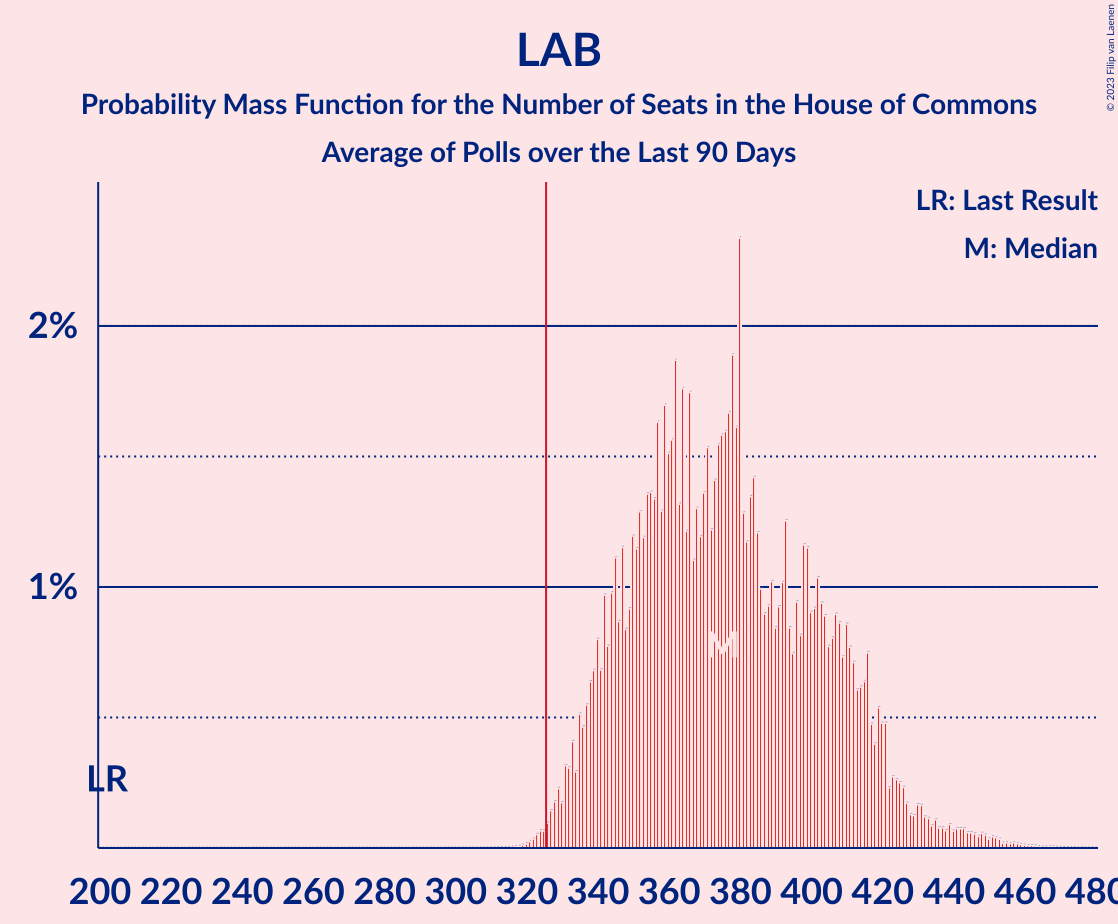 LAB
Probability Mass Function for the Number of Seats in the House of Commons
Average of Polls over the Last 90 Days
© 2023 Filip van Laenen
LR: Last Result
M: Median
2%
1%
M
LR
200 220 240 260 280 300 320 340 360 380 400 420 440 460 480